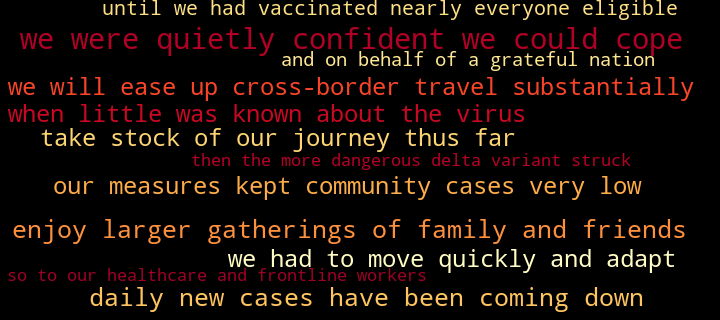 until we had vaccinated nearly everyone eligible
we were quietly confident we could cope
and on behalf of a grateful nation
we will ease up cross-border travel substantially
when little was known about the virus
take stock of our journey thus far
then the more dangerous delta variant struck
our measures kept community cases very low
enjoy larger gatherings of family and friends
we had to move quickly and adapt
so to our healthcare and frontline workers
daily new cases have been coming down